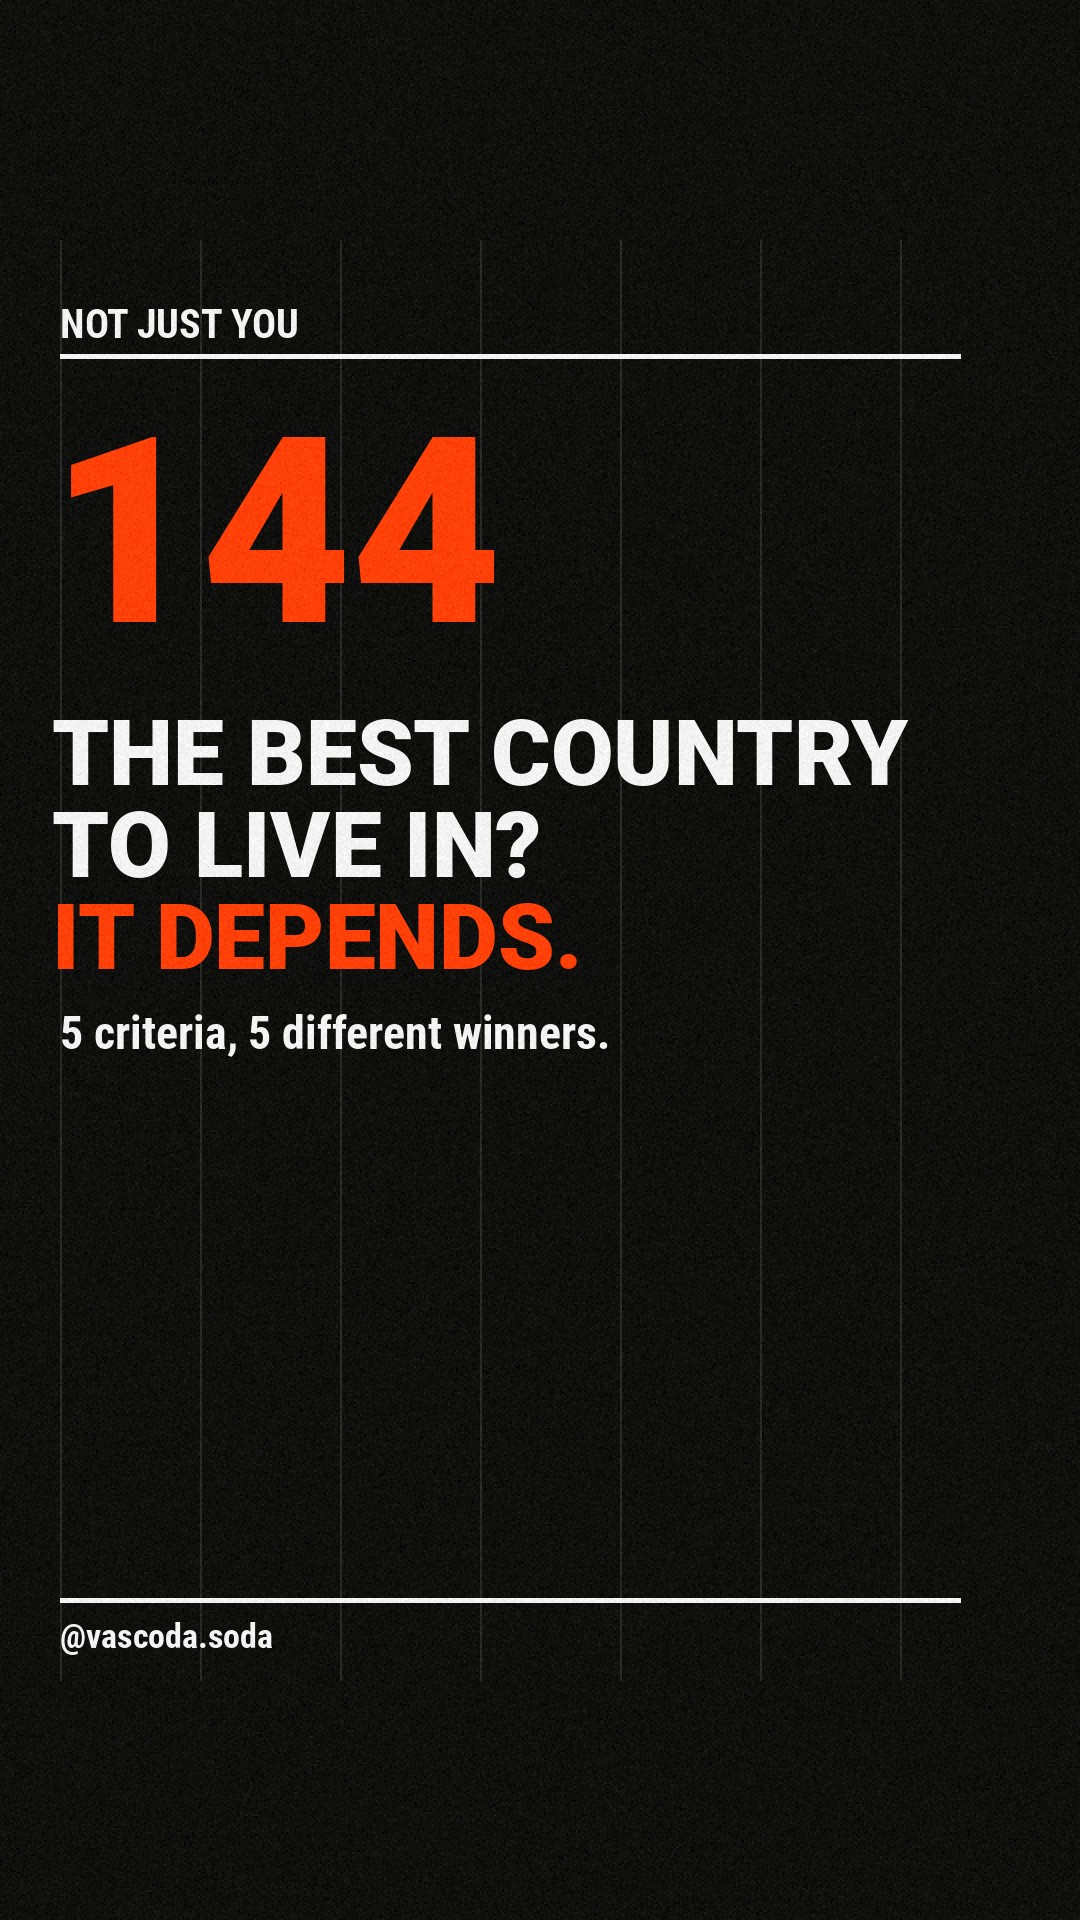 NOT JUST YOU
144
THE BEST COUNTRY
TO LIVE IN?
IT DEPENDS.
5 criteria, 5 different winners.
@vascoda.soda